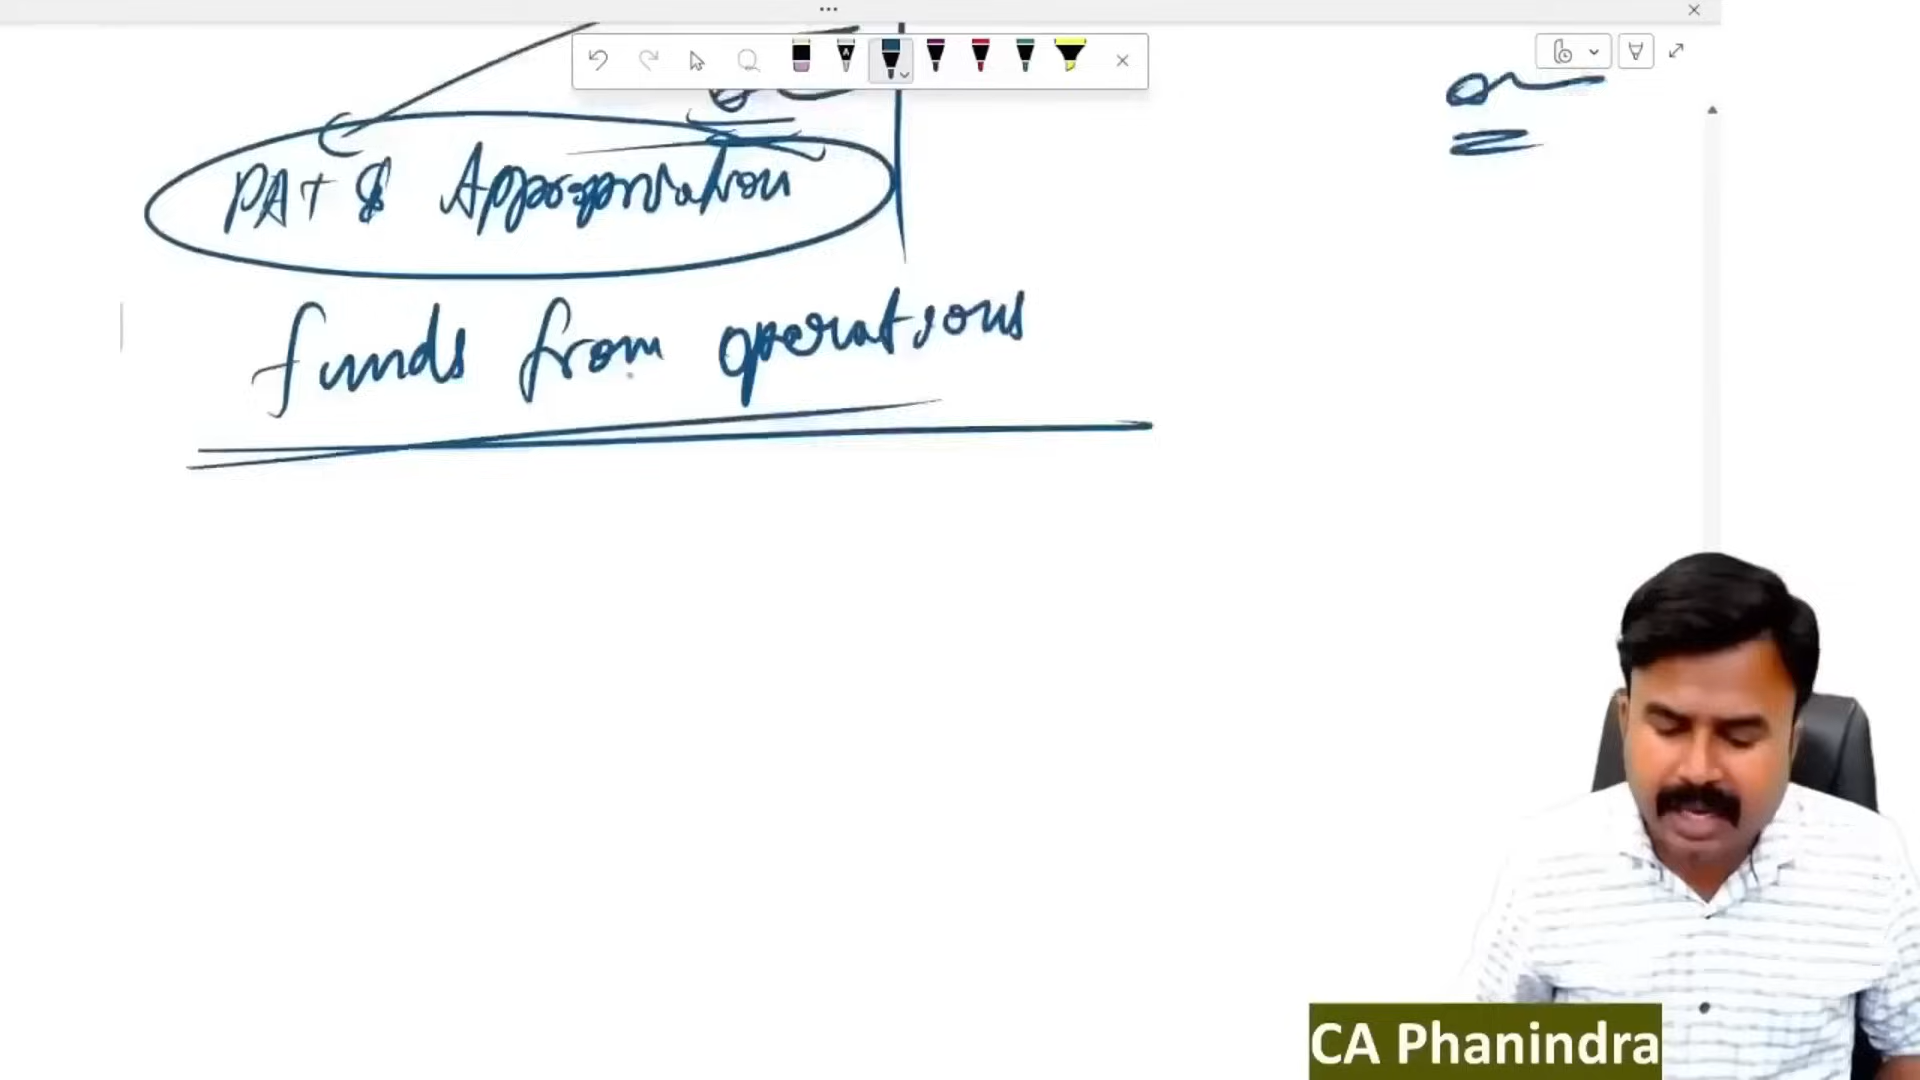 PAT & Appropriation
funds from operations
CA Phanindra